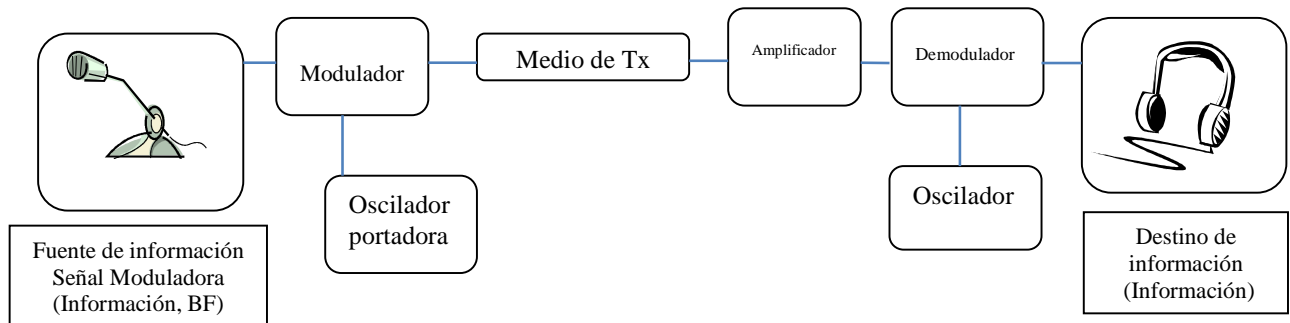 Modulador
Medio de Tx
Amplificador
Demodulador
Oscilador
portadora
Oscilador
Fuente de información
Señal Moduladora
(Información, BF)
Destino de
información
(Información)